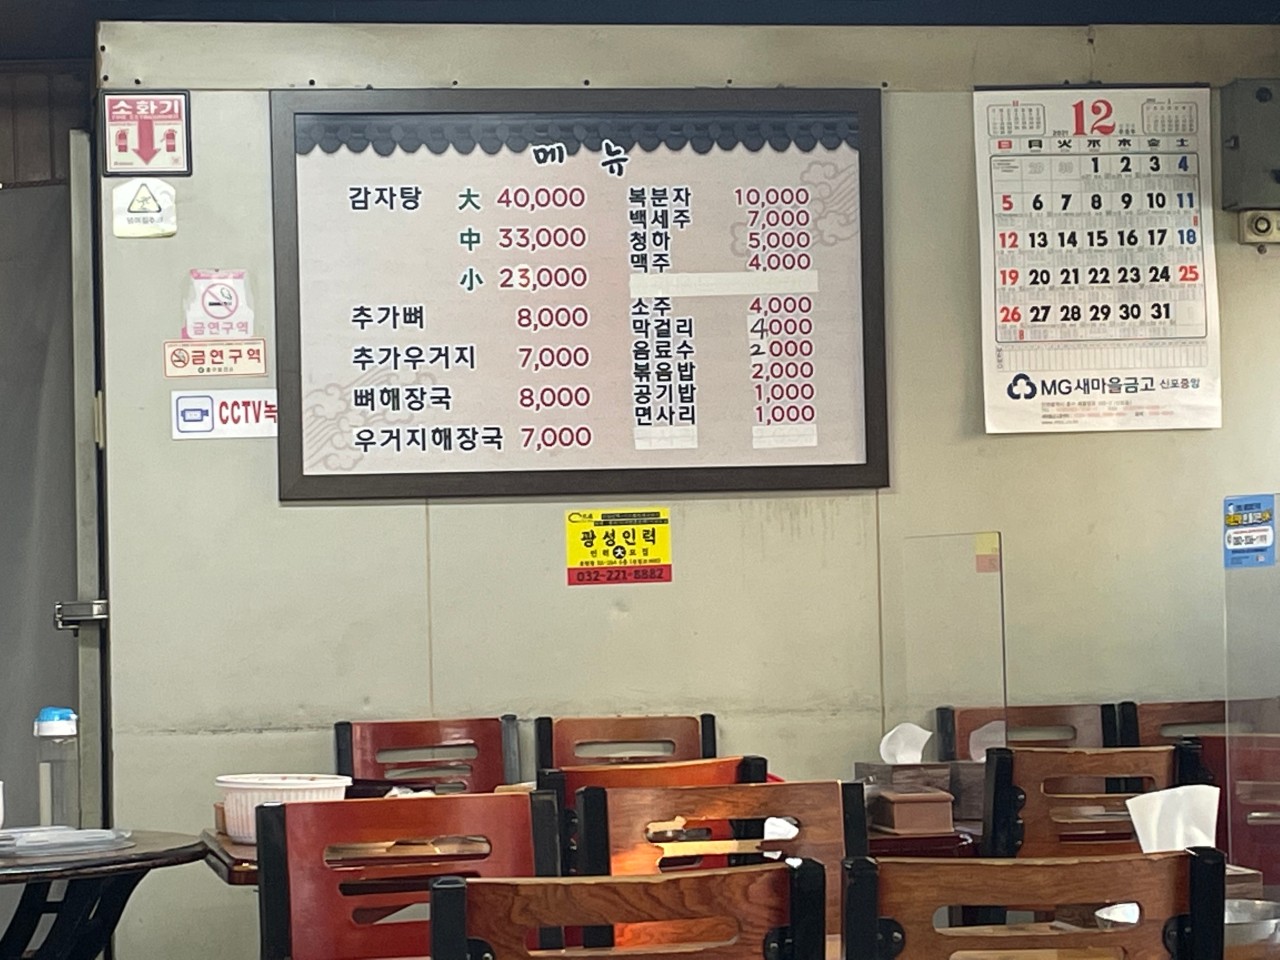 소화기
금연구역
금연구역
CCTV녹
메 뉴
감자탕 大 40,000
中 33,000
小 23,000
추가뼈 8,000
추가우거지 7,000
뼈해장국 8,000
우거지해장국 7,000
복분자 10,000
백세주 7,000
청하 5,000
맥주 4,000
소주 4,000
막걸리 4000
음료수 2000
볶음밥 2,000
공기밥 1,000
면사리 1,000
광성인력
인력 大 모집
032-221-8882
2021 12
日 月 火 水 木 金 土
1 2 3 4
5 6 7 8 9 10 11
12 13 14 15 16 17 18
19 20 21 22 23 24 25
26 27 28 29 30 31
MG새마을금고 신포중앙